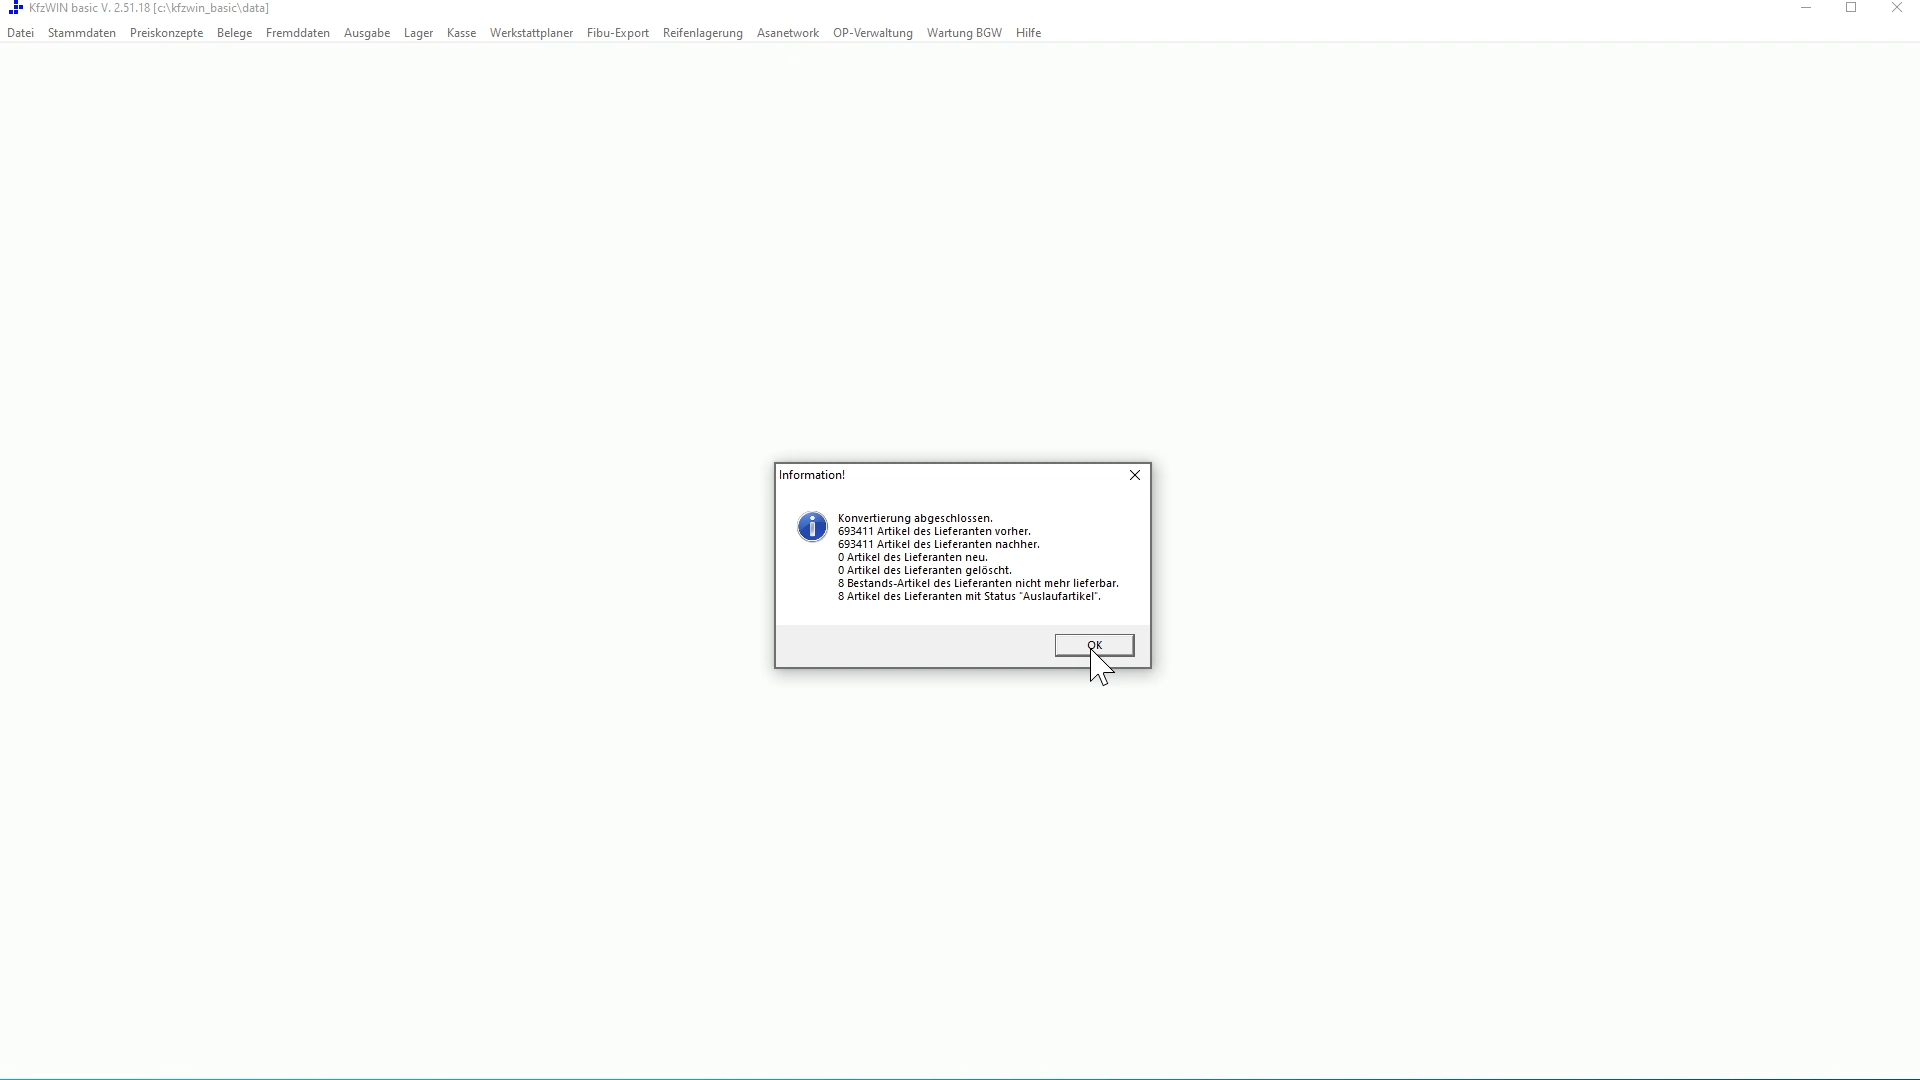 KfzWIN basic V. 2.51.18 [c:\kfzwin_basic\data]
Datei Stammdaten Preiskonzepte Belege Fremddaten Ausgabe Lager Kasse Werkstattplaner Fibu-Export Reifenlagerung Asanetwork OP-Verwaltung Wartung BGW Hilfe
Information!
Konvertierung abgeschlossen.
693411 Artikel des Lieferanten vorher.
693411 Artikel des Lieferanten nachher.
0 Artikel des Lieferanten neu.
0 Artikel des Lieferanten gelöscht.
8 Bestands-Artikel des Lieferanten nicht mehr lieferbar.
8 Artikel des Lieferanten mit Status "Auslaufartikel".
OK